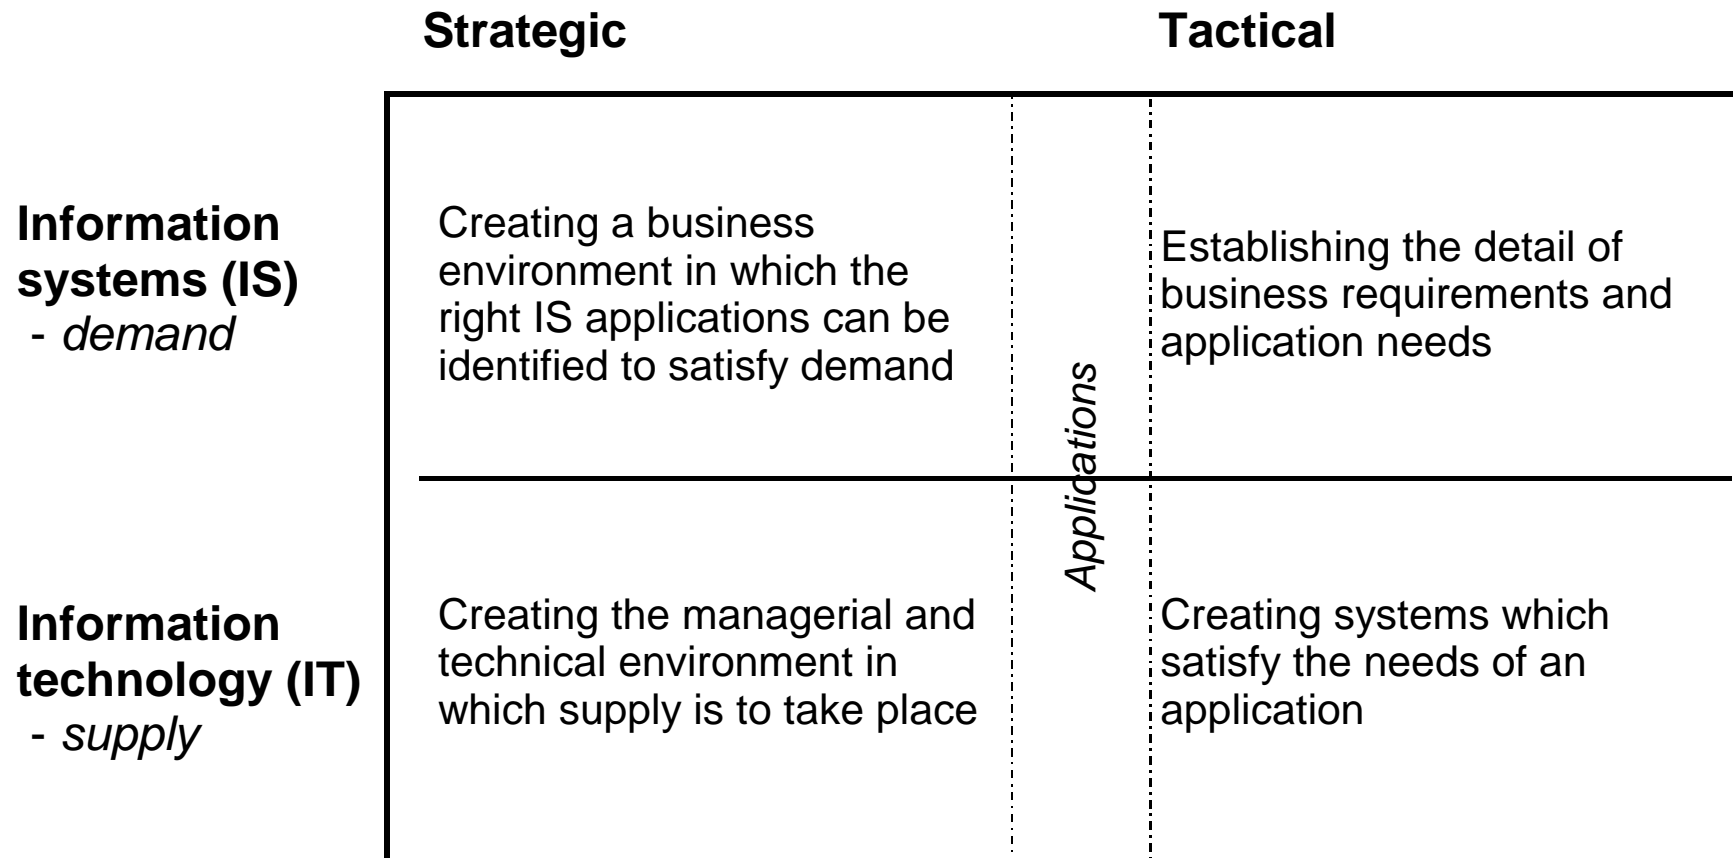 Strategic
Tactical
Information
systems (IS)
- demand
Creating a business
environment in which the
right IS applications can be
identified to satisfy demand
Establishing the detail of
business requirements and
application needs
Applications
Information
technology (IT)
- supply
Creating the managerial and
technical environment in
which supply is to take place
Creating systems which
satisfy the needs of an
application